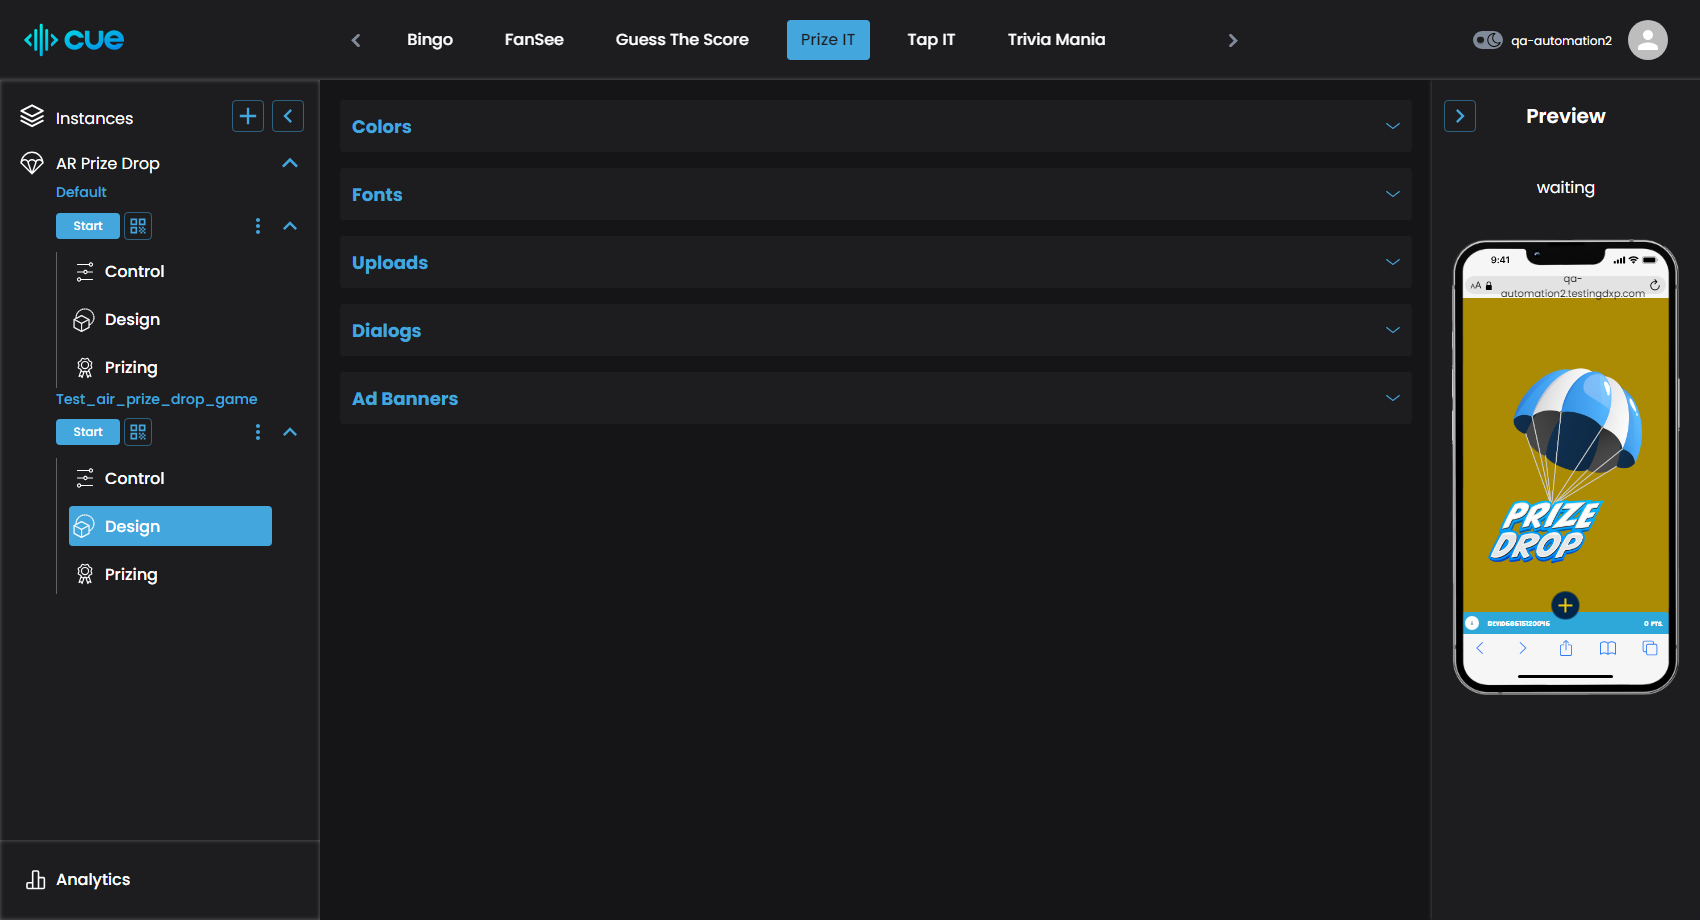 cue
Bingo
FanSee
Guess The Score
Prize IT
Tap IT
Trivia Mania
qa-automation2
Instances
AR Prize Drop
Default
Start
Control
Design
Prizing
Test_air_prize_drop_game
Start
Control
Design
Prizing
Analytics
Colors
Fonts
Uploads
Dialogs
Ad Banners
Preview
waiting
9:41
AA
qa-
automation2.testingdxp.com
PRIZE
DROP
0 PTS.